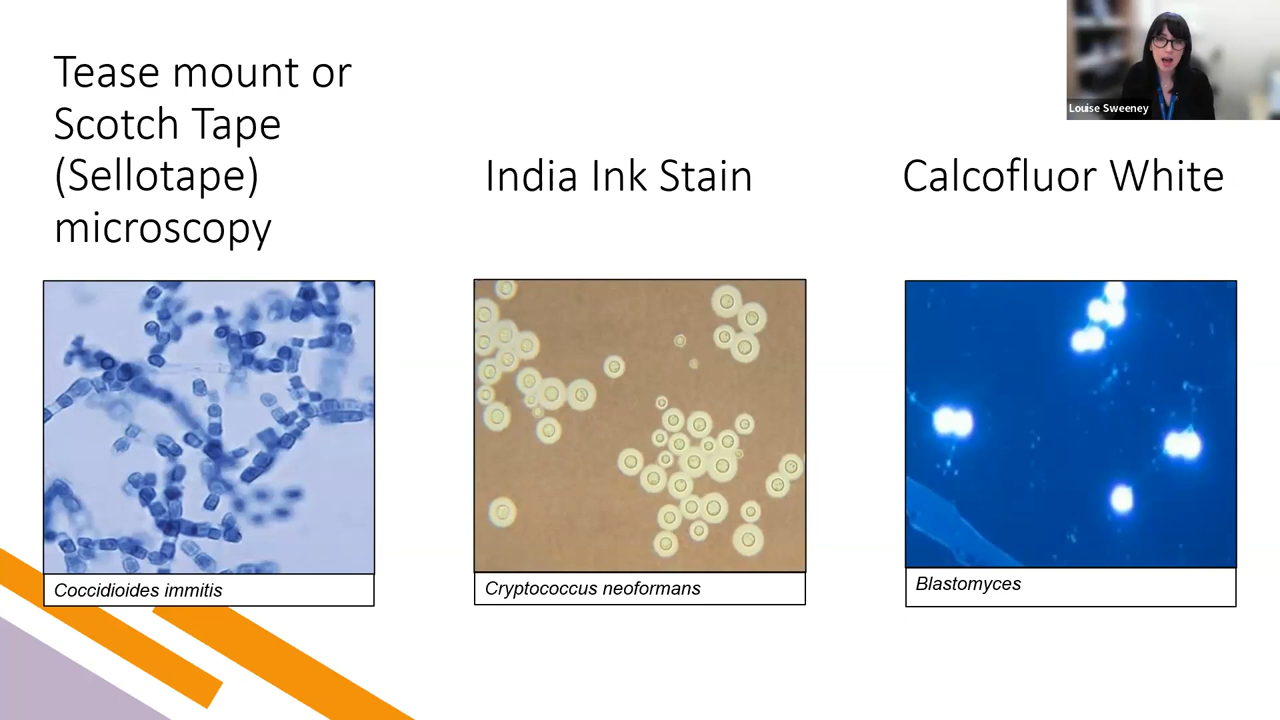 Tease mount or
Scotch Tape
(Sellotape)
microscopy
India Ink Stain
Calcofluor White
Louise Sweeney
Coccidioides immitis
Cryptococcus neoformans
Blastomyces